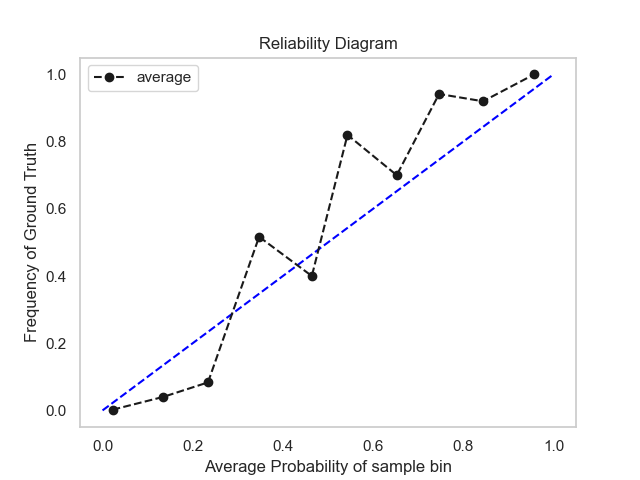 Reliability Diagram
average
Frequency of Ground Truth
1.0
0.8
0.6
0.4
0.2
0.0
0.0 0.2 0.4 0.6 0.8 1.0
Average Probability of sample bin